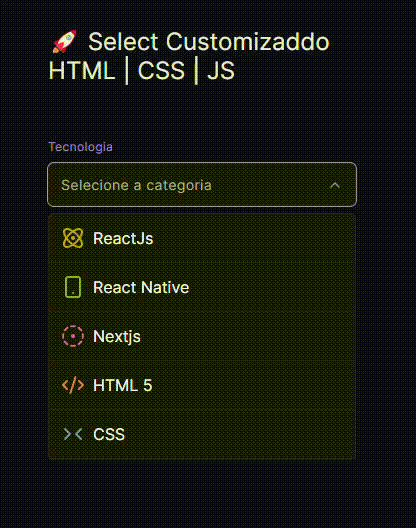 🚀 Select Customizaddo
HTML | CSS | JS
Tecnologia
Selecione a categoria
ReactJs
React Native
Nextjs
HTML 5
CSS